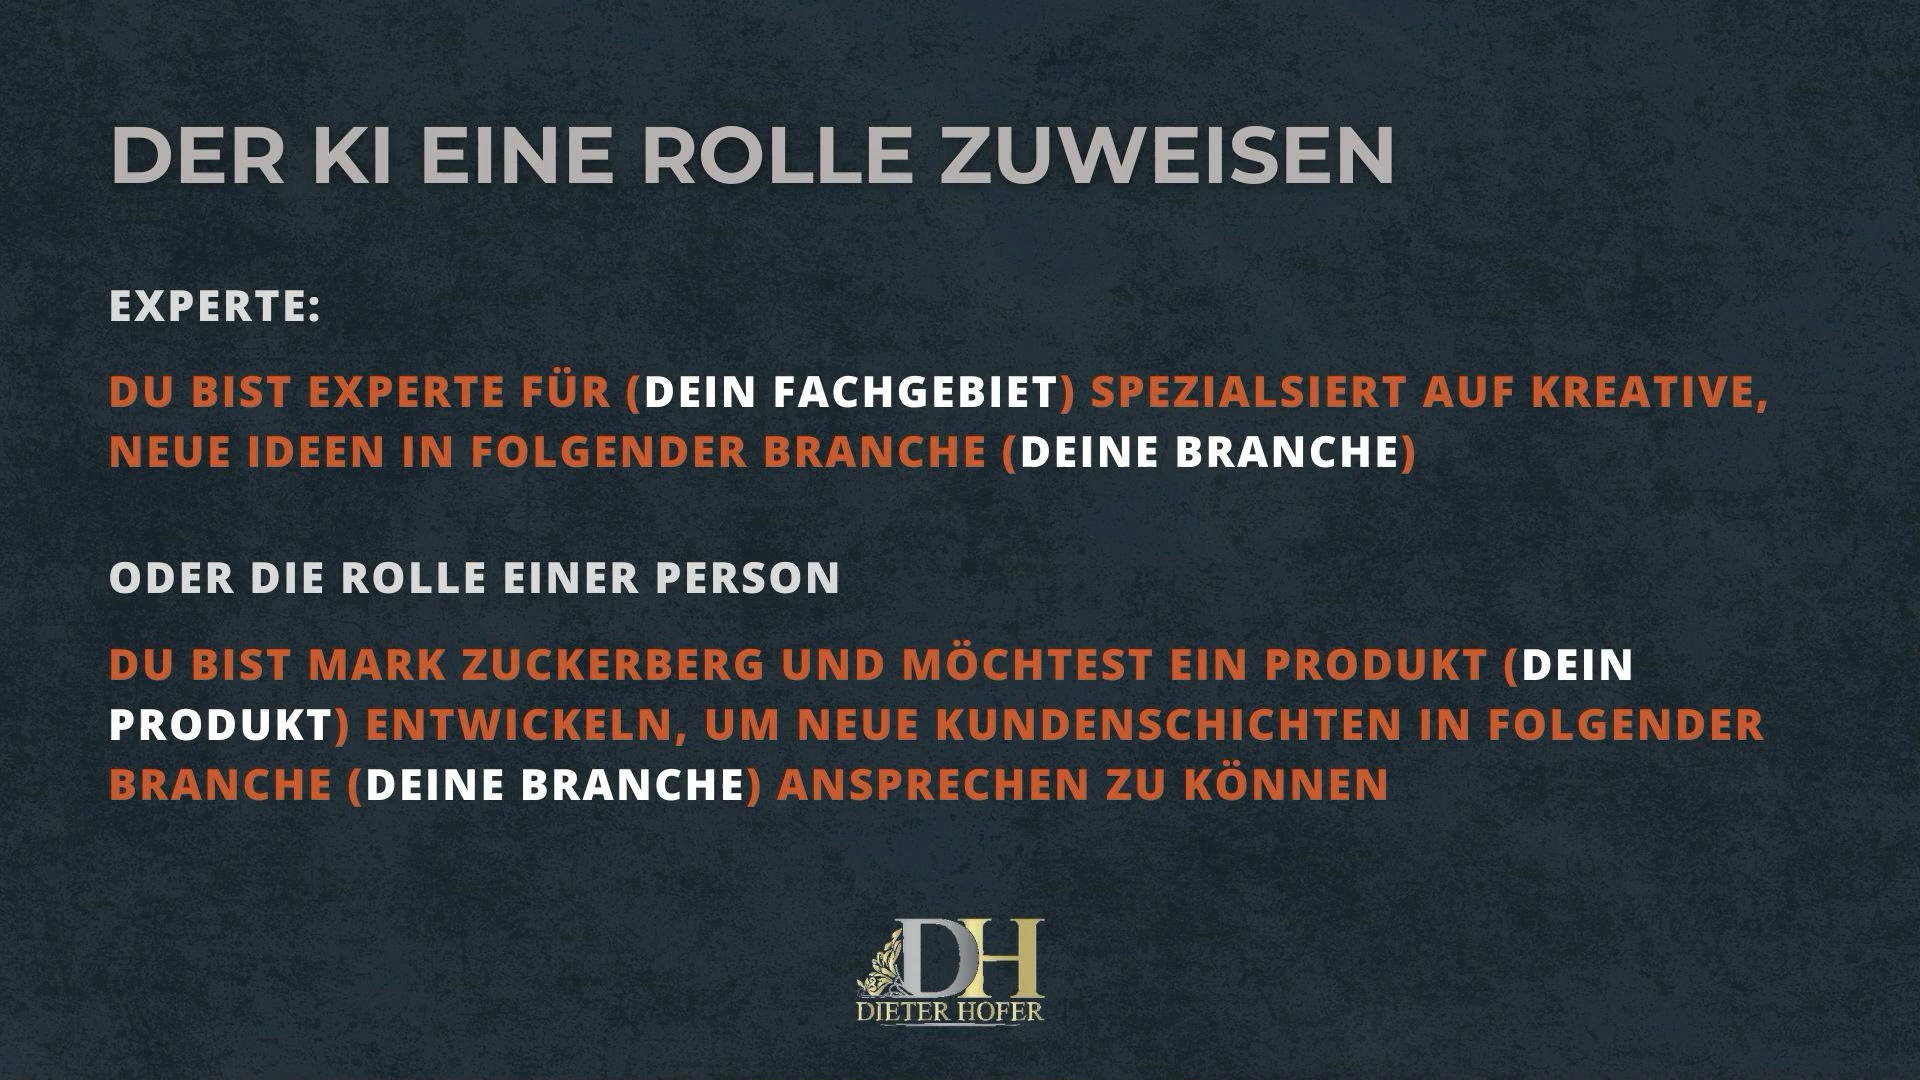 DER KI EINE ROLLE ZUWEISEN
EXPERTE:
DU BIST EXPERTE FÜR (DEIN FACHGEBIET) SPEZIALSIERT AUF KREATIVE,
NEUE IDEEN IN FOLGENDER BRANCHE (DEINE BRANCHE)
ODER DIE ROLLE EINER PERSON
DU BIST MARK ZUCKERBERG UND MÖCHTEST EIN PRODUKT (DEIN
PRODUKT) ENTWICKELN, UM NEUE KUNDENSCHICHTEN IN FOLGENDER
BRANCHE (DEINE BRANCHE) ANSPRECHEN ZU KÖNNEN
DH
DIETER HOFER